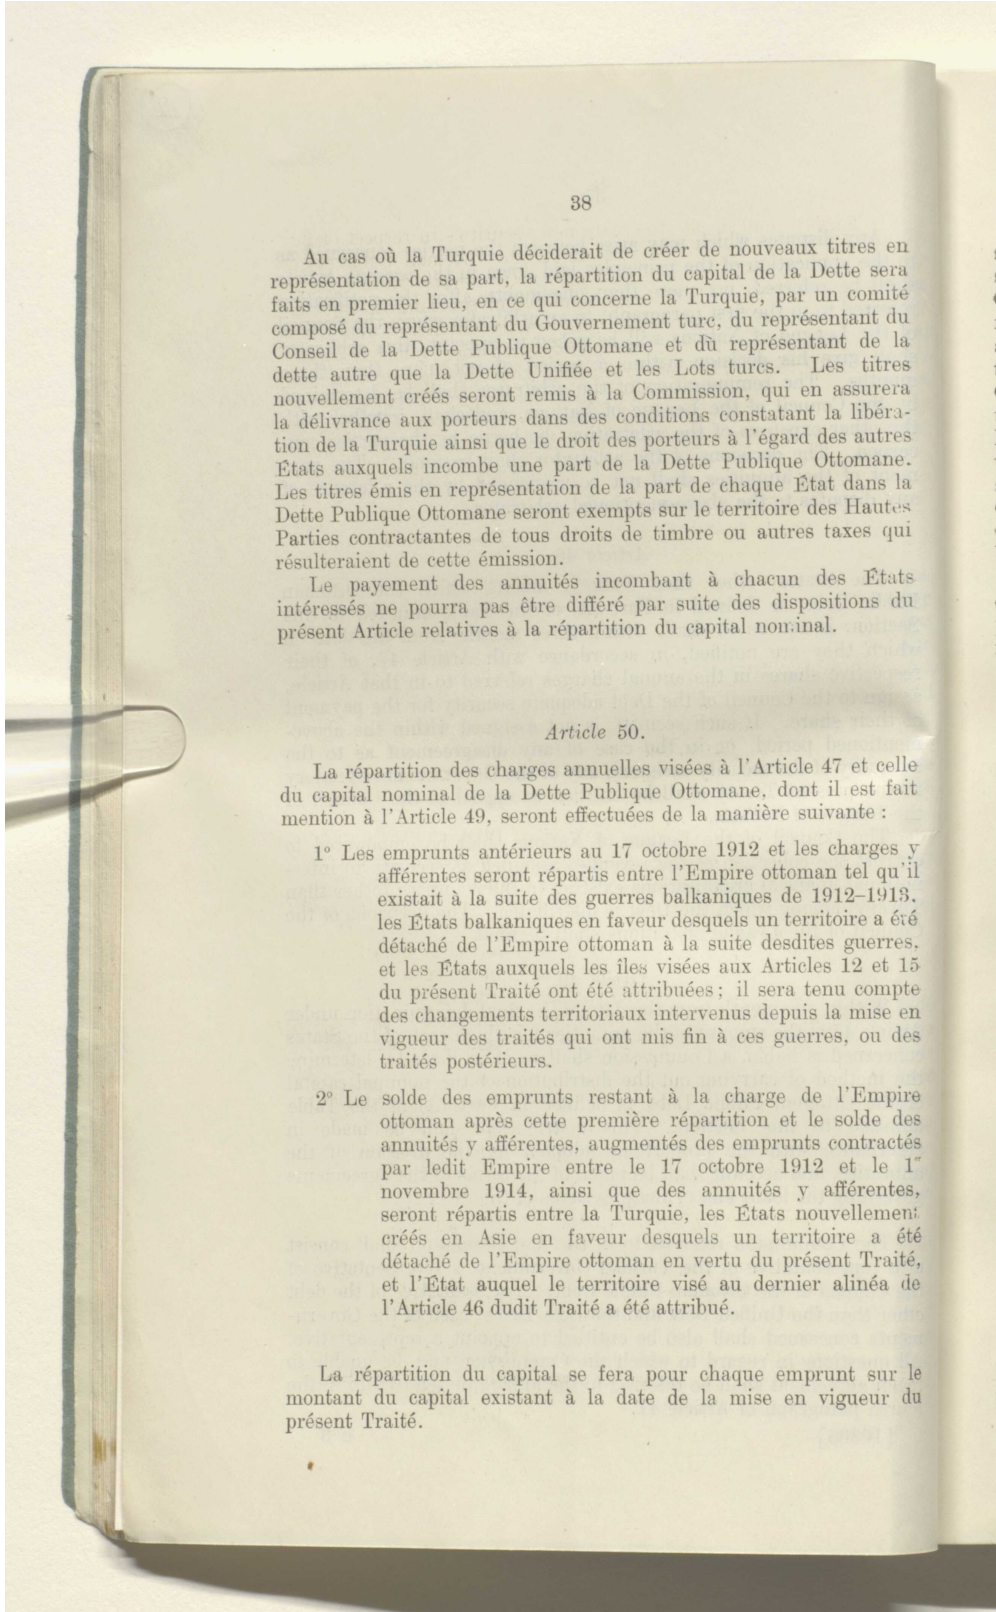 38
Au cas où la Turquie déciderait de créer de nouveaux titres en
représentation de sa part, la répartition du capital de la Dette sera
faits en premier lieu, en ce qui concerne la Turquie, par un comité
composé du représentant du Gouvernement turc, du représentant du
Conseil de la Dette Publique Ottomane et dù représentant de la
dette autre que la Dette Unifiée et les Lots turcs. Les titres
nouvellement créés seront remis à la Commission, qui en assurera
la délivrance aux porteurs dans des conditions constatant la libéra-
tion de la Turquie ainsi que le droit des porteurs à l'égard des autres
États auxquels incombe une part de la Dette Publique Ottomane.
Les titres émis en représentation de la part de chaque État dans la
Dette Publique Ottomane seront exempts sur le territoire des Hautes
Parties contractantes de tous droits de timbre ou autres taxes qui
résulteraient de cette émission.
Le payement des annuités incombant à chacun des États
intéressés ne pourra pas être différé par suite des dispositions du
présent Article relatives à la répartition du capital nominal.
Article 50.
La répartition des charges annuelles visées à l'Article 47 et celle
du capital nominal de la Dette Publique Ottomane, dont il est fait
mention à l'Article 49, seront effectuées de la manière suivante :
1° Les emprunts antérieurs au 17 octobre 1912 et les charges y
afférentes seront répartis entre l'Empire ottoman tel qu'il
existait à la suite des guerres balkaniques de 1912–1913,
les États balkaniques en faveur desquels un territoire a été
détaché de l'Empire ottoman à la suite desdites guerres,
et les États auxquels les îles visées aux Articles 12 et 15
du présent Traité ont été attribuées ; il sera tenu compte
des changements territoriaux intervenus depuis la mise en
vigueur des traités qui ont mis fin à ces guerres, ou des
traités postérieurs.
2° Le solde des emprunts restant à la charge de l'Empire
ottoman après cette première répartition et le solde des
annuités y afférentes, augmentés des emprunts contractés
par ledit Empire entre le 17 octobre 1912 et le 1er
novembre 1914, ainsi que des annuités y afférentes,
seront répartis entre la Turquie, les États nouvellement
créés en Asie en faveur desquels un territoire a été
détaché de l'Empire ottoman en vertu du présent Traité,
et l'État auquel le territoire visé au dernier alinéa de
l'Article 46 dudit Traité a été attribué.
La répartition du capital se fera pour chaque emprunt sur le
montant du capital existant à la date de la mise en vigueur du
présent Traité.